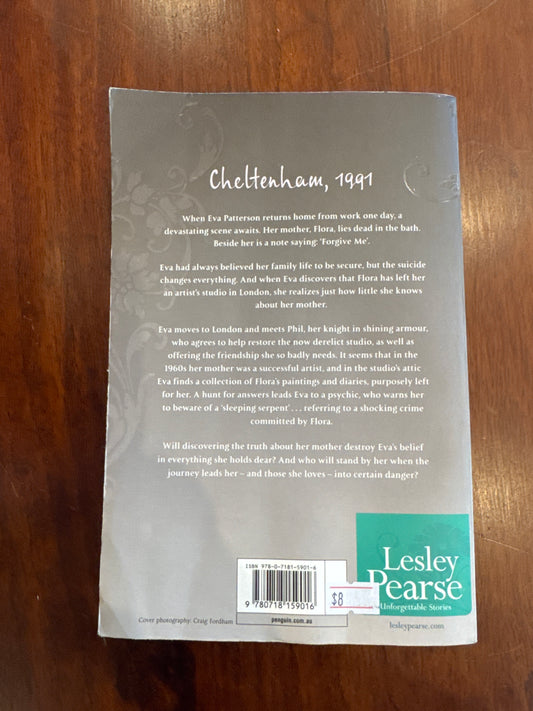 Cheltenham, 1991
When Eva Patterson returns home from work one day, a
devastating scene awaits. Her mother, Flora, lies dead in the bath.
Beside her is a note saying: ‘Forgive Me’.
Eva had always believed her family life to be secure, but the suicide
changes everything. And when Eva discovers that Flora has left her
an artist’s studio in London, she realizes just how little she knows
about her mother.
Eva moves to London and meets Phil, her knight in shining armour,
who agrees to help restore the now derelict studio, as well as
offering the friendship she so badly needs. It seems that in the
1960s her mother was a successful artist, and in the studio’s attic
Eva finds a collection of Flora’s paintings and diaries, purposely left
for her. A hunt for answers leads Eva to a psychic, who warns her
to beware of a ‘sleeping serpent’ . . . referring to a shocking crime
committed by Flora.
Will discovering the truth about her mother destroy Eva’s belief
in everything she holds dear? And who will stand by her when the
journey leads her – and those she loves – into certain danger?
ISBN 978-0-7181-5901-6
9 780718 159016
penguin.com.au
$8
Lesley
Pearse
Unforgettable Stories
lesleypearse.com
Cover photography: Craig Fordham